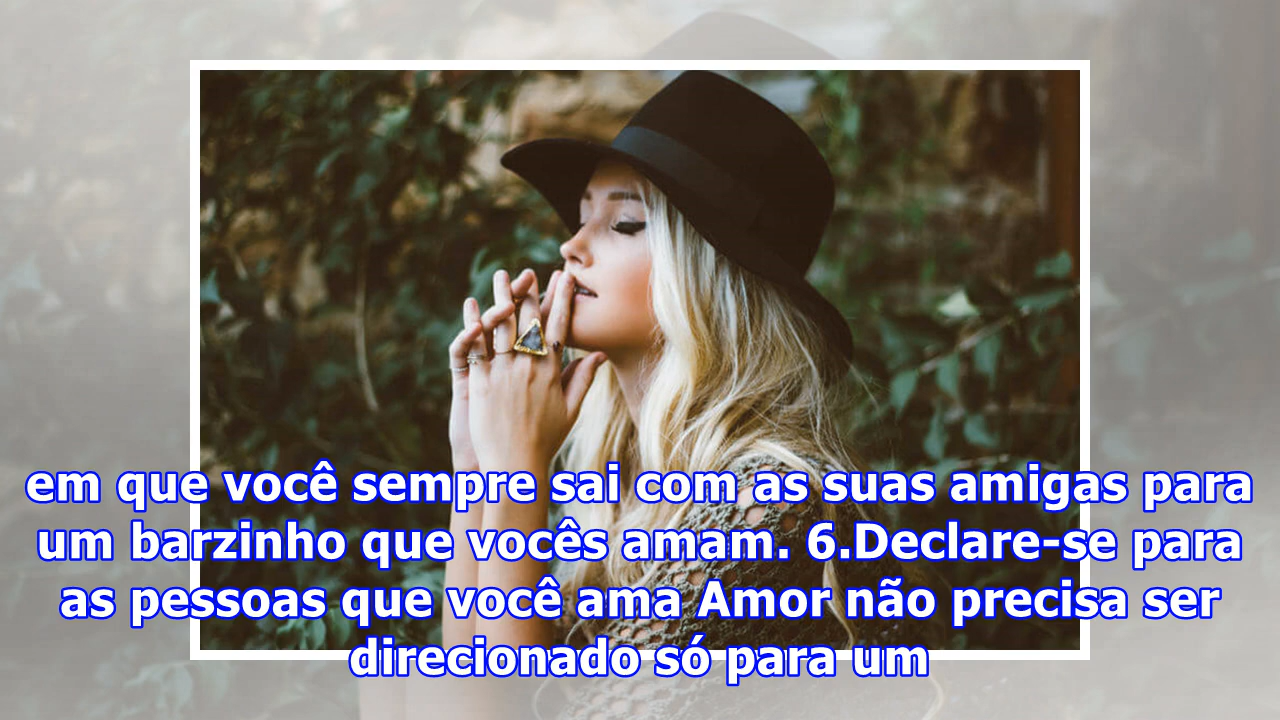 em que você sempre sai com as suas amigas para
um barzinho que vocês amam. 6.Declare-se para
as pessoas que você ama Amor não precisa ser
direcionado só para um